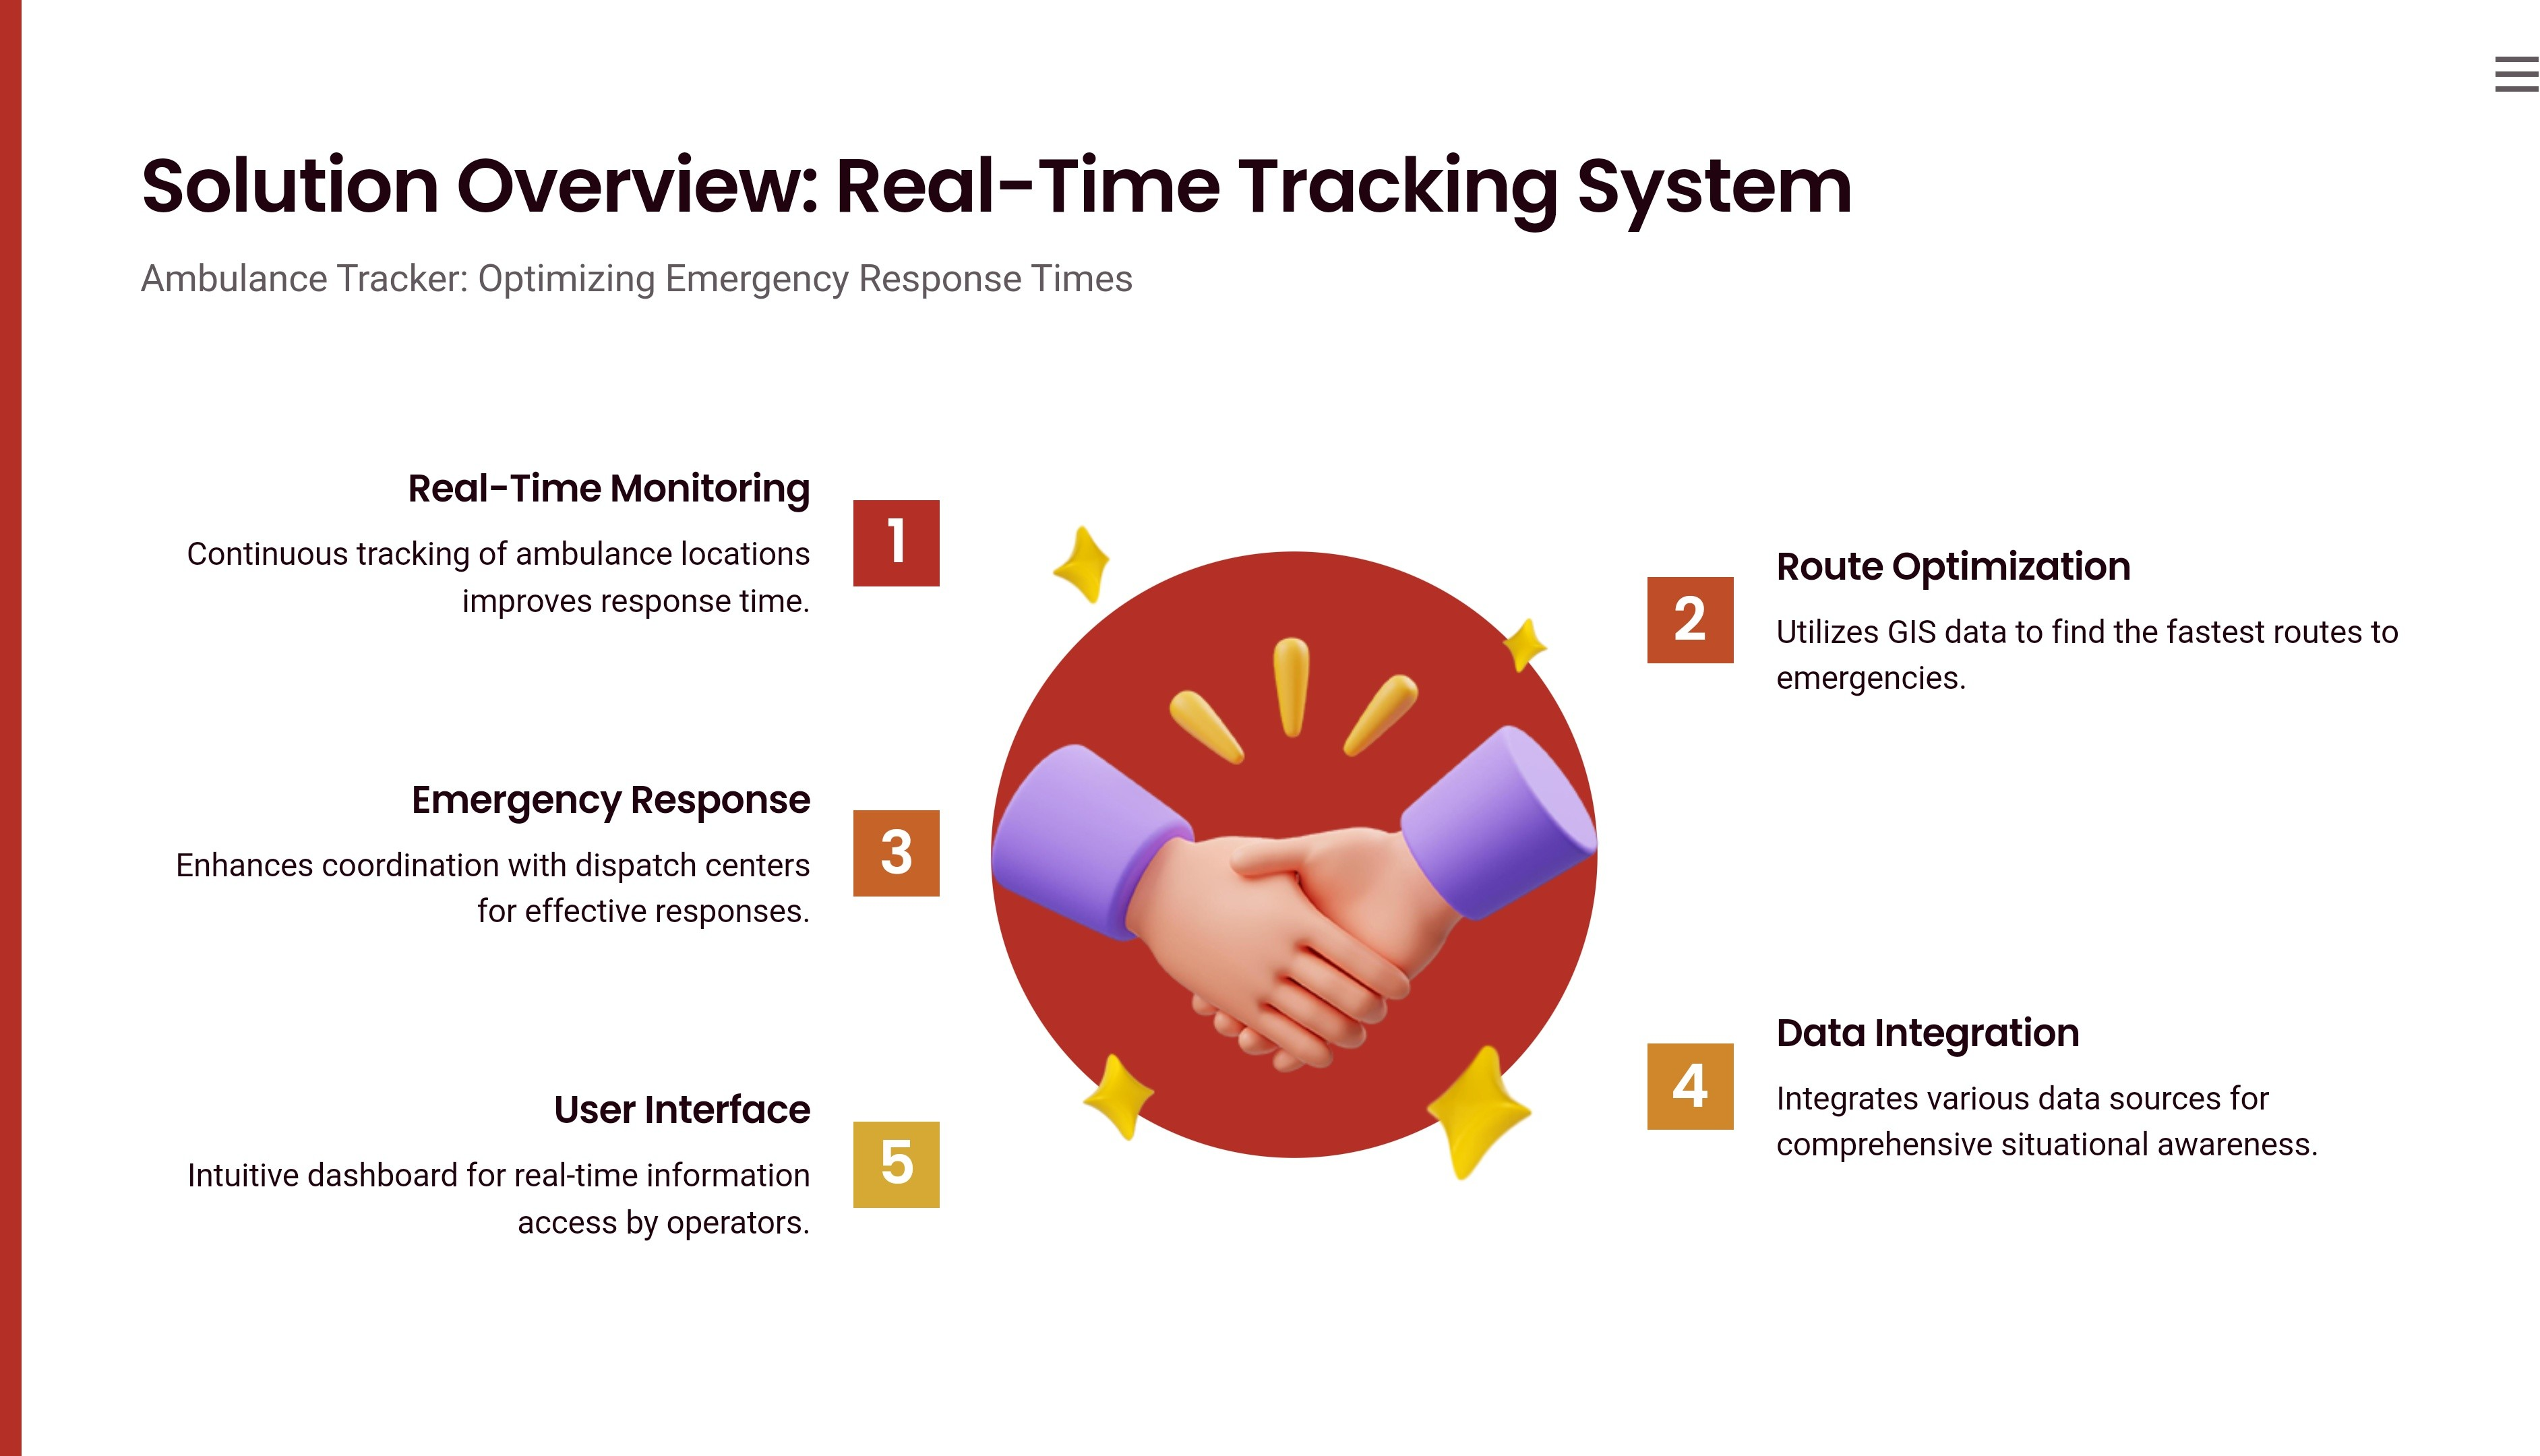 Solution Overview: Real-Time Tracking System
Ambulance Tracker: Optimizing Emergency Response Times
Real-Time Monitoring
Continuous tracking of ambulance locations
improves response time.
1
2
Route Optimization
Utilizes GIS data to find the fastest routes to
emergencies.
Emergency Response
Enhances coordination with dispatch centers
for effective responses.
3
4
Data Integration
Integrates various data sources for
comprehensive situational awareness.
User Interface
Intuitive dashboard for real-time information
access by operators.
5